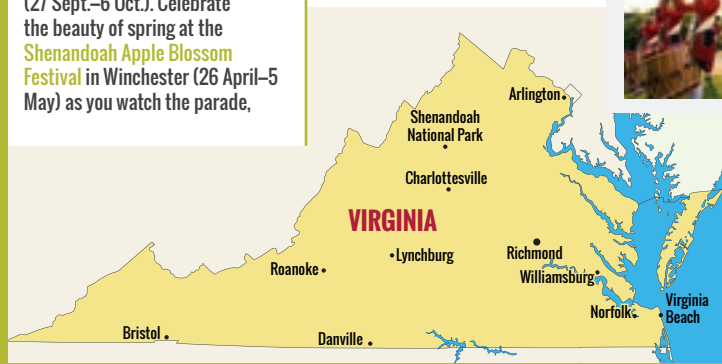 (27 Sept.–6 Oct.). Celebrate
the beauty of spring at the
Shenandoah Apple Blossom
Festival in Winchester (26 April–5
May) as you watch the parade,
Arlington
Shenandoah
National Park
Charlottesville
VIRGINIA
Lynchburg
Richmond
Roanoke
Williamsburg
Norfolk
Virginia
Beach
Bristol
Danville